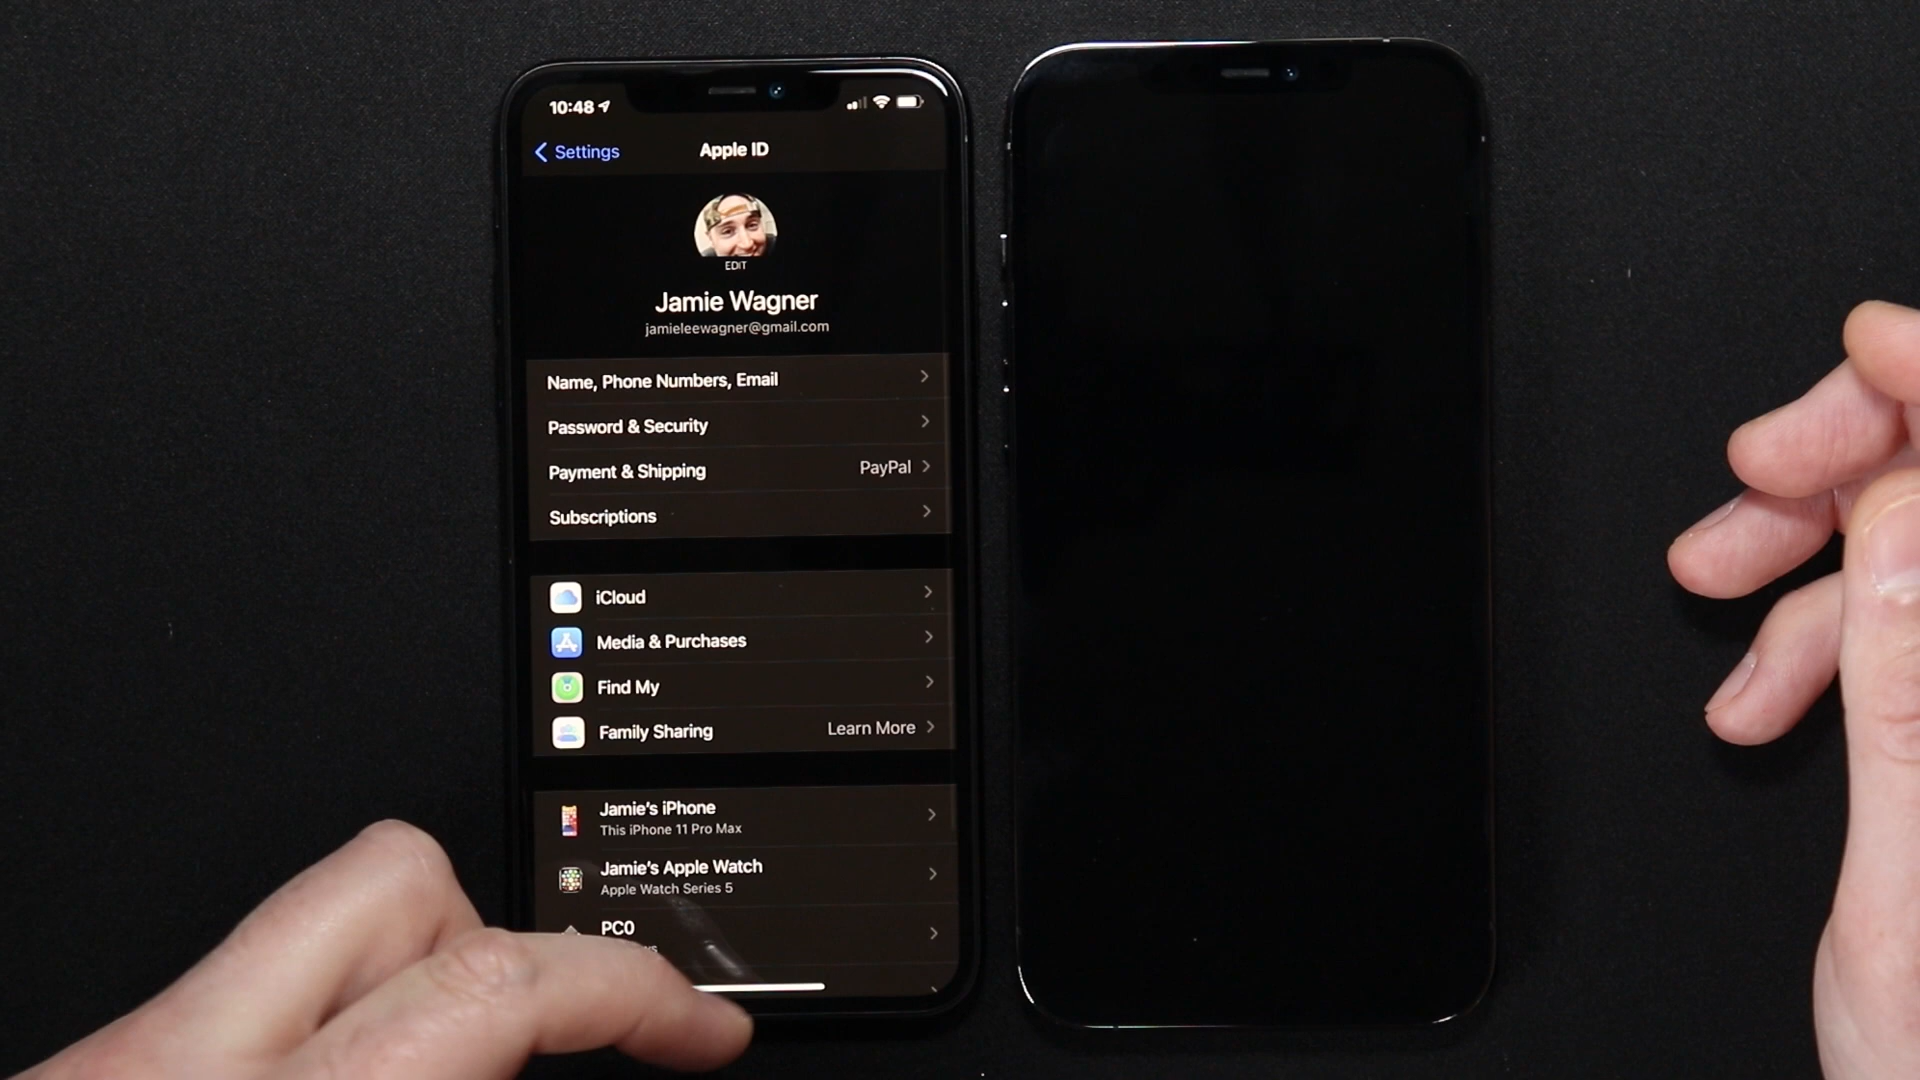 10:48
Settings
Apple ID
EDIT
Jamie Wagner
jamieleewagner@gmail.com
Name, Phone Numbers, Email
Password & Security
Payment & Shipping PayPal
Subscriptions
iCloud
Media & Purchases
Find My
Family Sharing Learn More
Jamie's iPhone
This iPhone 11 Pro Max
Jamie's Apple Watch
Apple Watch Series 5
PC0